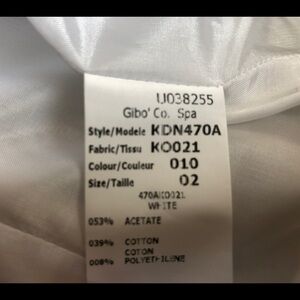 U038255
Gibo' Co. Spa
Style/Modele KDN470A
Fabric/Tissu KO021
Colour/Couleur 010
Size/Taille 02
470AKO021
WHITE
053% ACETATE
039% COTTON
COTON
008% POLYETHILENE